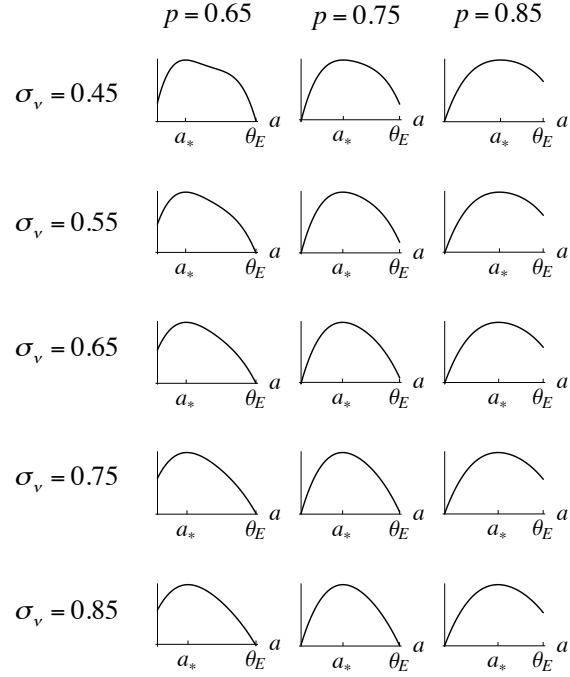 p = 0.65 p = 0.75 p = 0.85
σ_ν = 0.45
a a a
a_* θ_E a_* θ_E a_* θ_E
σ_ν = 0.55
a a a
a_* θ_E a_* θ_E a_* θ_E
σ_ν = 0.65
a a a
a_* θ_E a_* θ_E a_* θ_E
σ_ν = 0.75
a a a
a_* θ_E a_* θ_E a_* θ_E
σ_ν = 0.85
a a a
a_* θ_E a_* θ_E a_* θ_E